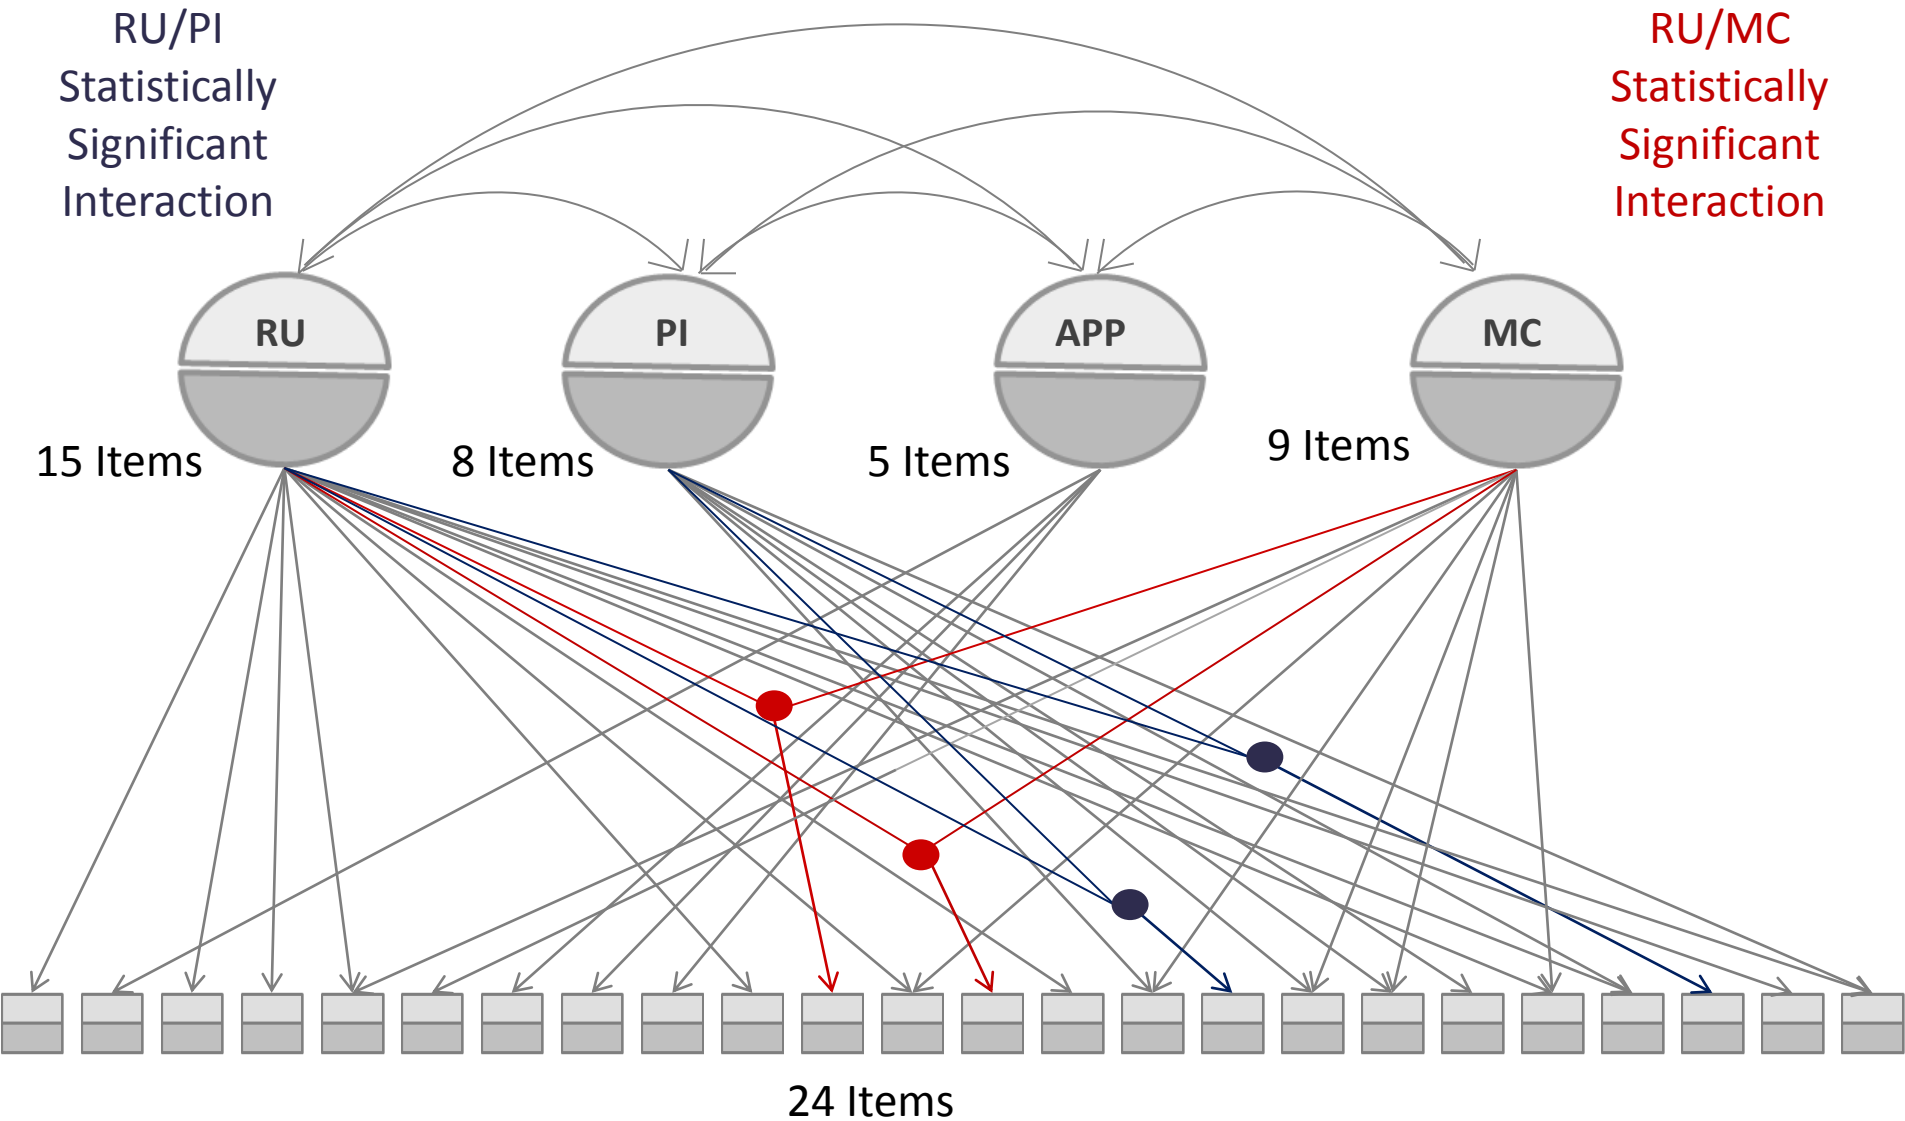 RU/PI
Statistically
Significant
Interaction
RU/MC
Statistically
Significant
Interaction
RU
PI
APP
MC
15 Items
8 Items
5 Items
9 Items
24 Items